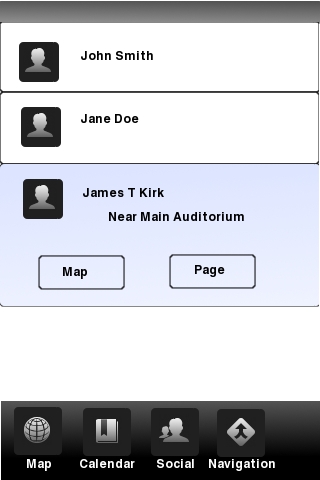 John Smith
Jane Doe
James T Kirk
Near Main Auditorium
Map Page
Map Calendar Social Navigation